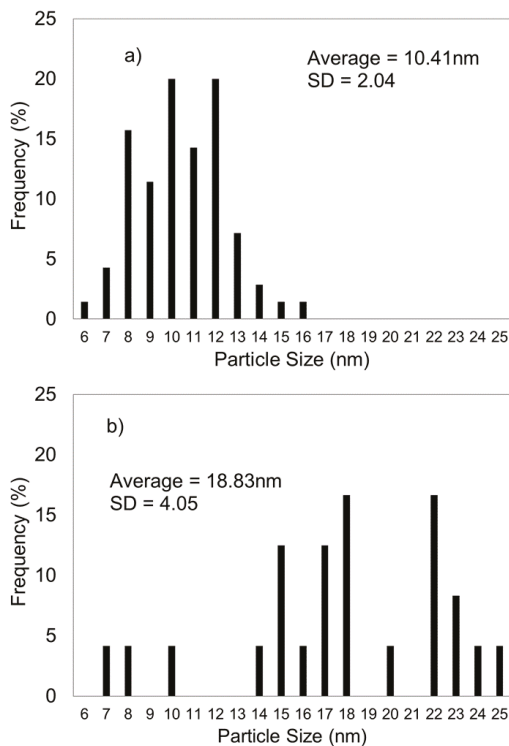 25
a)
Average = 10.41nm
SD = 2.04
20
15
10
5
0
Frequency (%)
6 7 8 9 10 11 12 13 14 15 16 17 18 19 20 21 22 23 24 25
Particle Size (nm)
25
b)
20
Average = 18.83nm
SD = 4.05
15
10
5
0
Frequency (%)
6 7 8 9 10 11 12 13 14 15 16 17 18 19 20 21 22 23 24 25
Particle Size (nm)